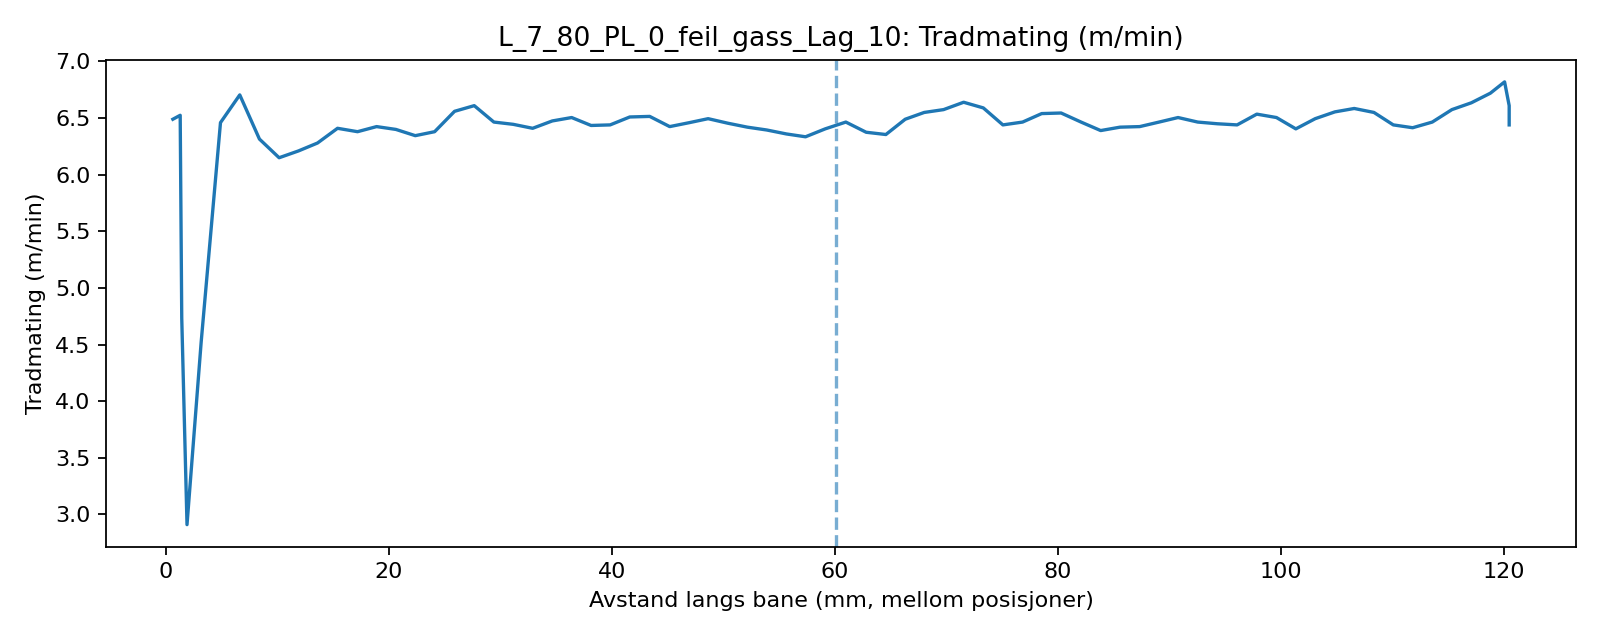 L_7_80_PL_0_feil_gass_Lag_10: Tradmating (m/min)
Tradmating (m/min)
7.0
6.5
6.0
5.5
5.0
4.5
4.0
3.5
3.0
0 20 40 60 80 100 120
Avstand langs bane (mm, mellom posisjoner)